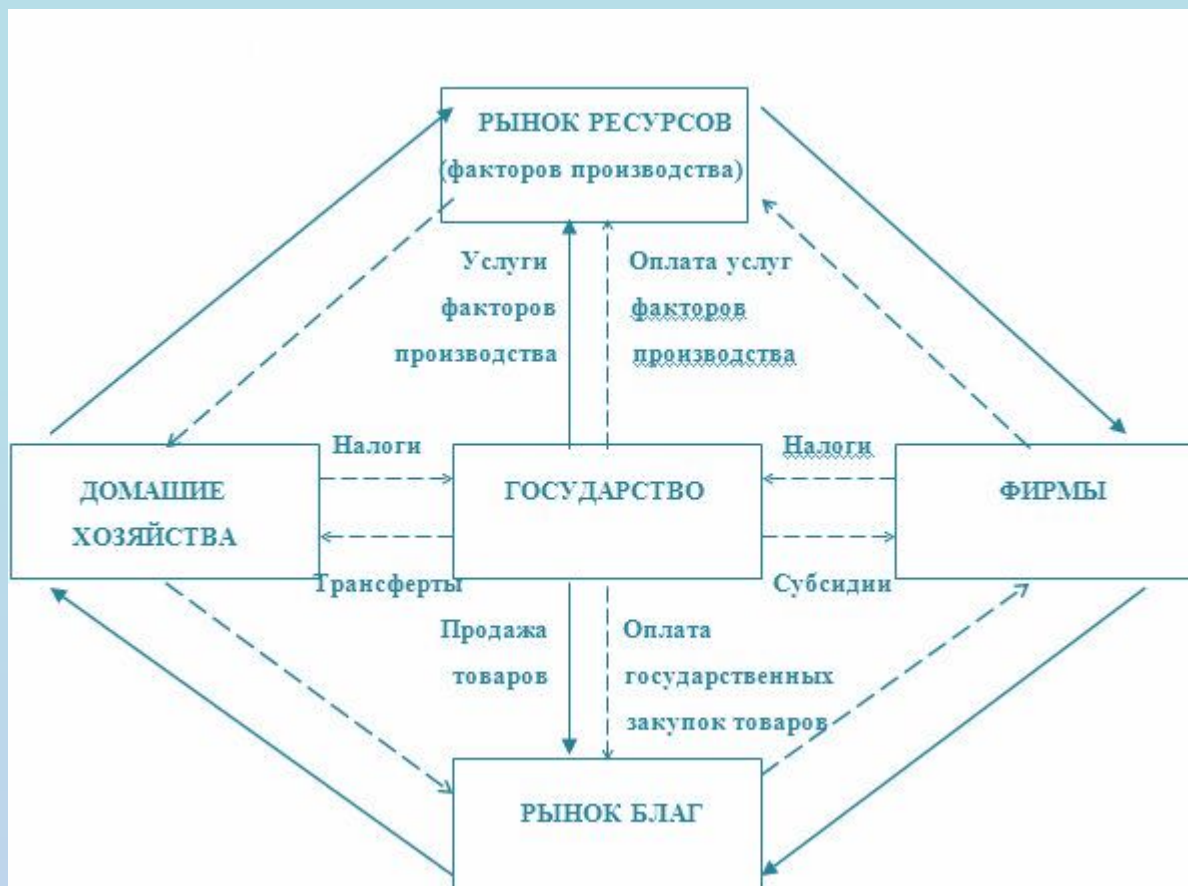 РЫНОК РЕСУРСОВ
(факторов производства)
Услуги
факторов
производства
Оплата услуг
факторов
производства
Налоги
Налоги
ДОМАШИЕ
ХОЗЯЙСТВА
ГОСУДАРСТВО
ФИРМЫ
Трансферты
Субсидии
Продажа
товаров
Оплата
государственных
закупок товаров
РЫНОК БЛАГ